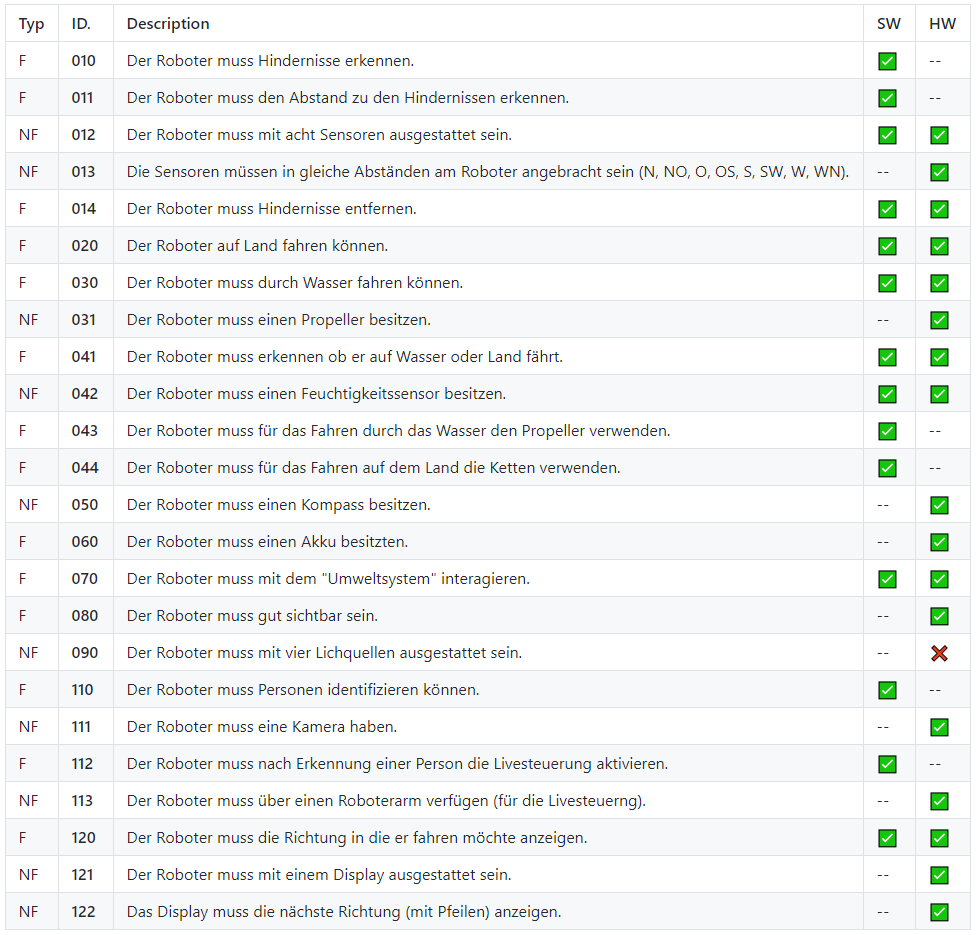 Typ ID. Description SW HW
F 010 Der Roboter muss Hindernisse erkennen. ✅ --
F 011 Der Roboter muss den Abstand zu den Hindernissen erkennen. ✅ --
NF 012 Der Roboter muss mit acht Sensoren ausgestattet sein. ✅ ✅
NF 013 Die Sensoren müssen in gleiche Abständen am Roboter angebracht sein (N, NO, O, OS, S, SW, W, WN). -- ✅
F 014 Der Roboter muss Hindernisse entfernen. ✅ ✅
F 020 Der Roboter auf Land fahren können. ✅ ✅
F 030 Der Roboter muss durch Wasser fahren können. ✅ ✅
NF 031 Der Roboter muss einen Propeller besitzen. -- ✅
F 041 Der Roboter muss erkennen ob er auf Wasser oder Land fährt. ✅ ✅
NF 042 Der Roboter muss einen Feuchtigkeitssensor besitzen. ✅ ✅
F 043 Der Roboter muss für das Fahren durch das Wasser den Propeller verwenden. ✅ --
F 044 Der Roboter muss für das Fahren auf dem Land die Ketten verwenden. ✅ --
NF 050 Der Roboter muss einen Kompass besitzen. -- ✅
F 060 Der Roboter muss einen Akku besitzten. -- ✅
F 070 Der Roboter muss mit dem "Umweltsystem" interagieren. ✅ ✅
F 080 Der Roboter muss gut sichtbar sein. -- ✅
NF 090 Der Roboter muss mit vier Lichquellen ausgestattet sein. -- ❌
F 110 Der Roboter muss Personen identifizieren können. ✅ --
NF 111 Der Roboter muss eine Kamera haben. -- ✅
F 112 Der Roboter muss nach Erkennung einer Person die Livesteuerung aktivieren. ✅ --
NF 113 Der Roboter muss über einen Roboterarm verfügen (für die Livesteuerng). -- ✅
F 120 Der Roboter muss die Richtung in die er fahren möchte anzeigen. ✅ ✅
NF 121 Der Roboter muss mit einem Display ausgestattet sein. -- ✅
NF 122 Das Display muss die nächste Richtung (mit Pfeilen) anzeigen. -- ✅